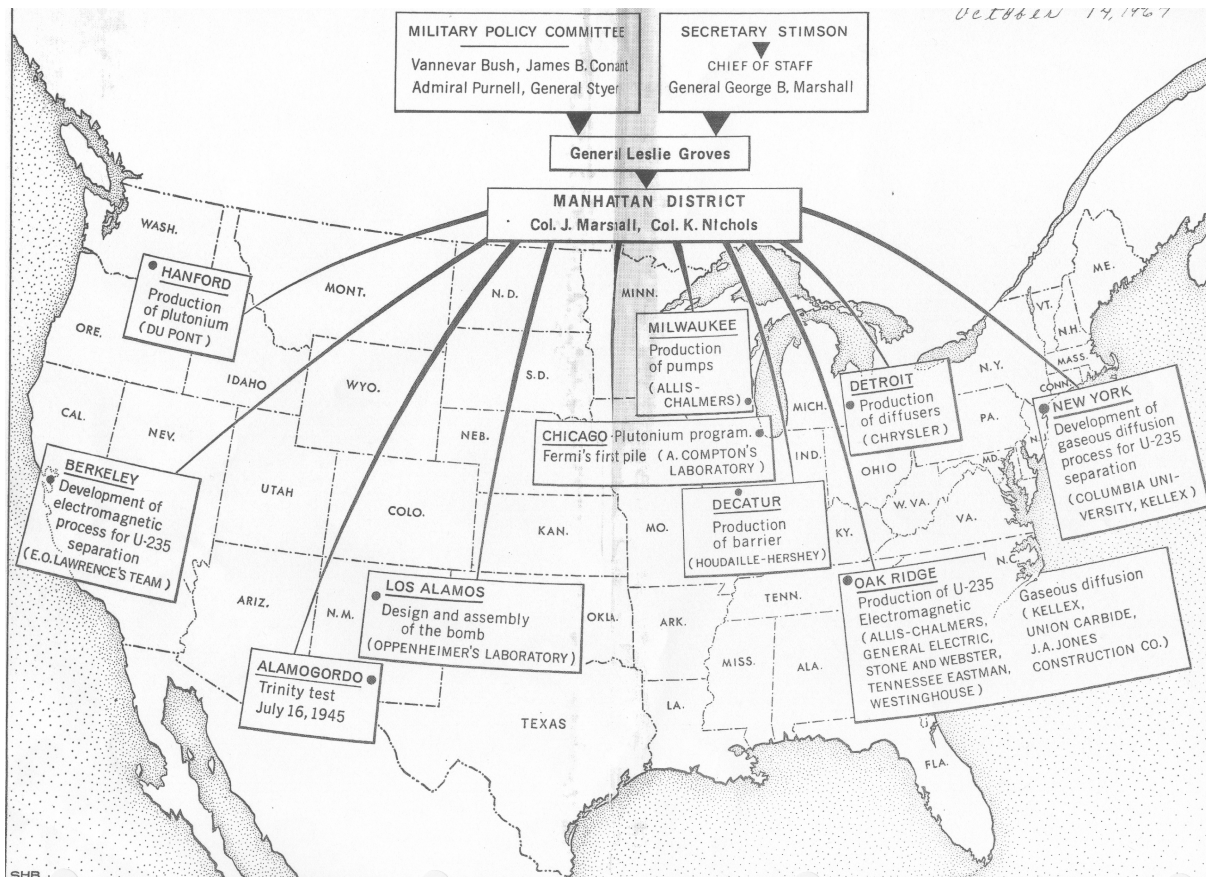 October 14, 1967
MILITARY POLICY COMMITTEE
Vannevar Bush, James B. Conant
Admiral Purnell, General Styer
SECRETARY STIMSON
CHIEF OF STAFF
General George B. Marshall
General Leslie Groves
MANHATTAN DISTRICT
Col. J. Marshall, Col. K. Nichols
WASH.
HANFORD
Production
of plutonium
(DU PONT)
ORE.
MONT.
IDAHO
WYO.
N.D.
S.D.
NEB.
MINN.
MILWAUKEE
Production
of pumps
(ALLIS-
CHALMERS)
MICH.
DETROIT
Production
of diffusers
(CHRYSLER)
N.Y.
VT.
N.H.
ME.
MASS.
CONN.
PA.
N.
MD.
NEW YORK
Development of
gaseous diffusion
process for U-235
separation
(COLUMBIA UNI-
VERSITY, KELLEX)
CAL.
NEV.
BERKELEY
Development of
electromagnetic
process for U-235
separation
(E.O. LAWRENCE'S TEAM)
UTAH
COLO.
KAN.
CHICAGO-Plutonium program.
Fermi's first pile (A. COMPTON'S
LABORATORY)
IND.
OHIO
W.VA.
VA.
MO.
DECATUR
Production
of barrier
(HOUDAILLE-HERSHEY)
KY.
N.C.
OAK RIDGE
Production of U-235
Electromagnetic
(ALLIS-CHALMERS,
GENERAL ELECTRIC,
STONE AND WEBSTER,
TENNESSEE EASTMAN,
WESTINGHOUSE)
Gaseous diffusion
(KELLEX,
UNION CARBIDE,
J.A. JONES
CONSTRUCTION CO.)
ARIZ.
N.M.
LOS ALAMOS
Design and assembly
of the bomb
(OPPENHEIMER'S LABORATORY)
OKLA.
ARK.
TENN.
MISS.
ALA.
ALAMOGORDO
Trinity test
July 16, 1945
TEXAS
LA.
FLA.
SHB